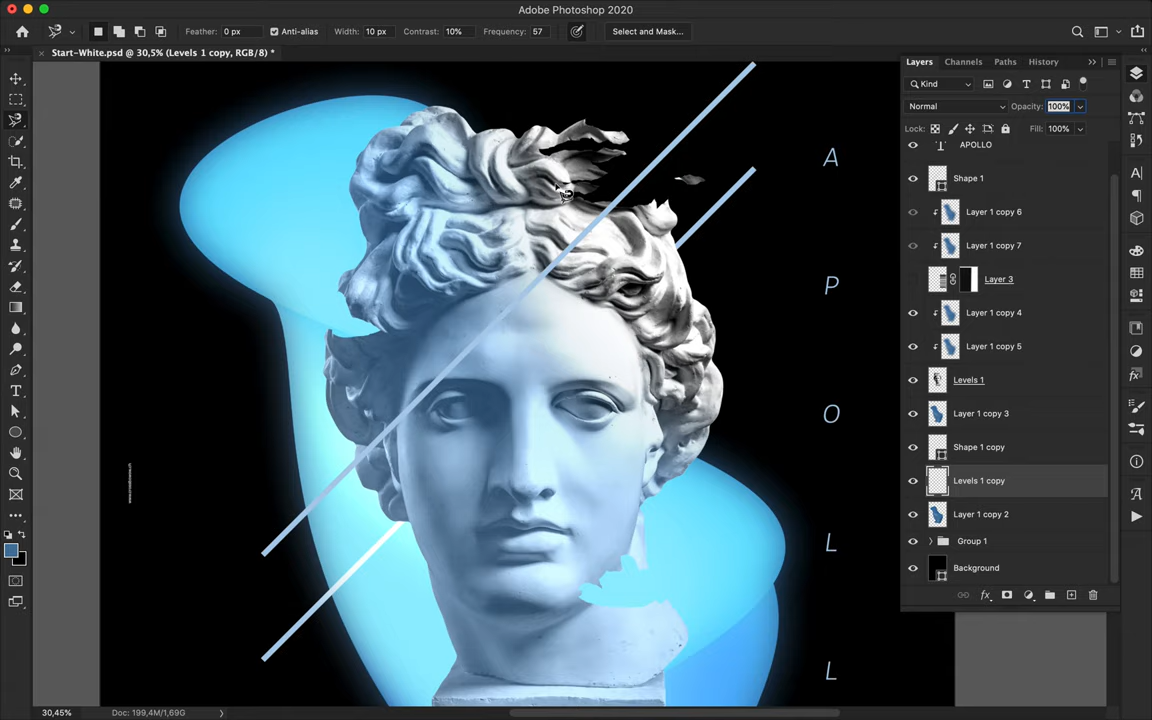 Adobe Photoshop 2020
Feather: 0 px
Anti-alias
Width: 10 px
Contrast: 10%
Frequency: 57
Select and Mask...
Start-White.psd @ 30,5% (Levels 1 copy, RGB/8) *
Layers
Channels
Paths
History
Kind
Normal
Opacity: 100%
Lock:
Fill: 100%
APOLLO
Shape 1
Layer 1 copy 6
Layer 1 copy 7
Layer 3
Layer 1 copy 4
Layer 1 copy 5
Levels 1
Layer 1 copy 3
Shape 1 copy
Levels 1 copy
Layer 1 copy 2
Group 1
Background
A
P
O
L
L
30,45%
Doc: 199,4M/1,69G